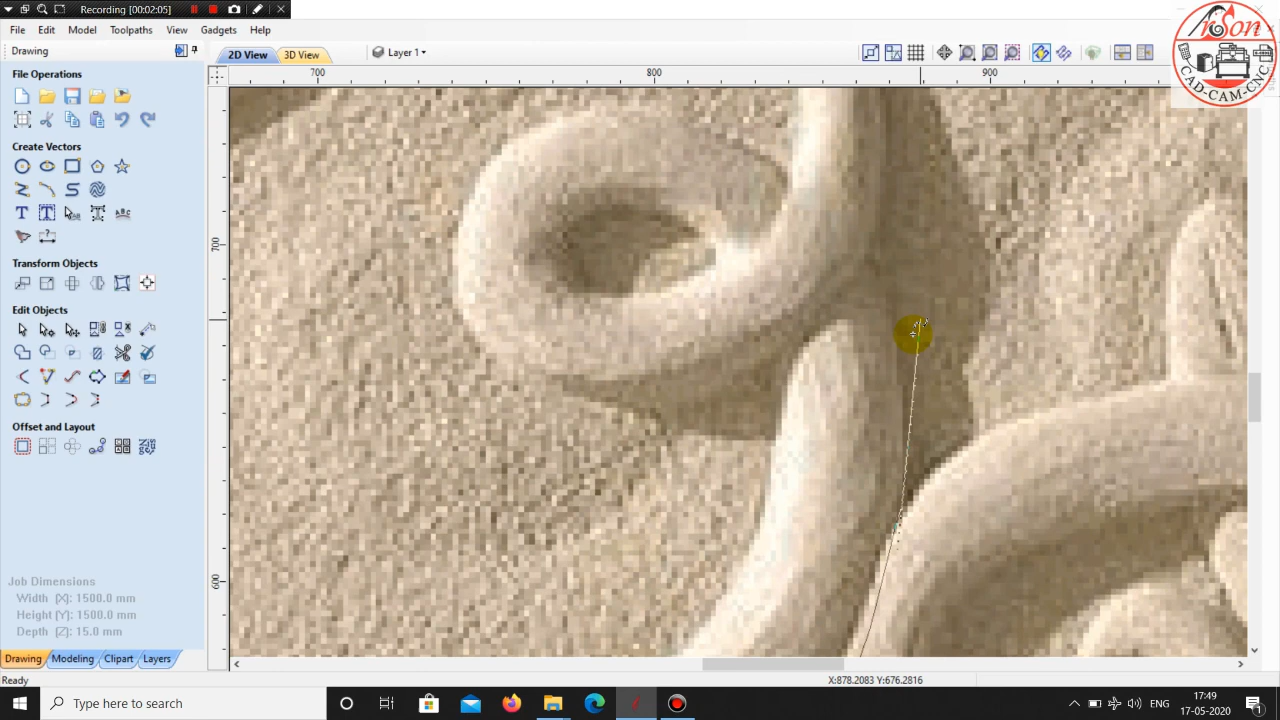 Recording [00:02:05]
File Edit Model Toolpaths View Gadgets Help
Drawing
2D View 3D View Layer 1
File Operations
Create Vectors
Transform Objects
Edit Objects
Offset and Layout
700 800 900
700
600
Job Dimensions
Width (X): 1500.0 mm
Height (Y): 1500.0 mm
Depth (Z): 15.0 mm
Drawing Modeling Clipart Layers
Ready
X:878.2083 Y:676.2816
Type here to search
ENG
17:49
17-05-2020
CAD-CAM-CNC